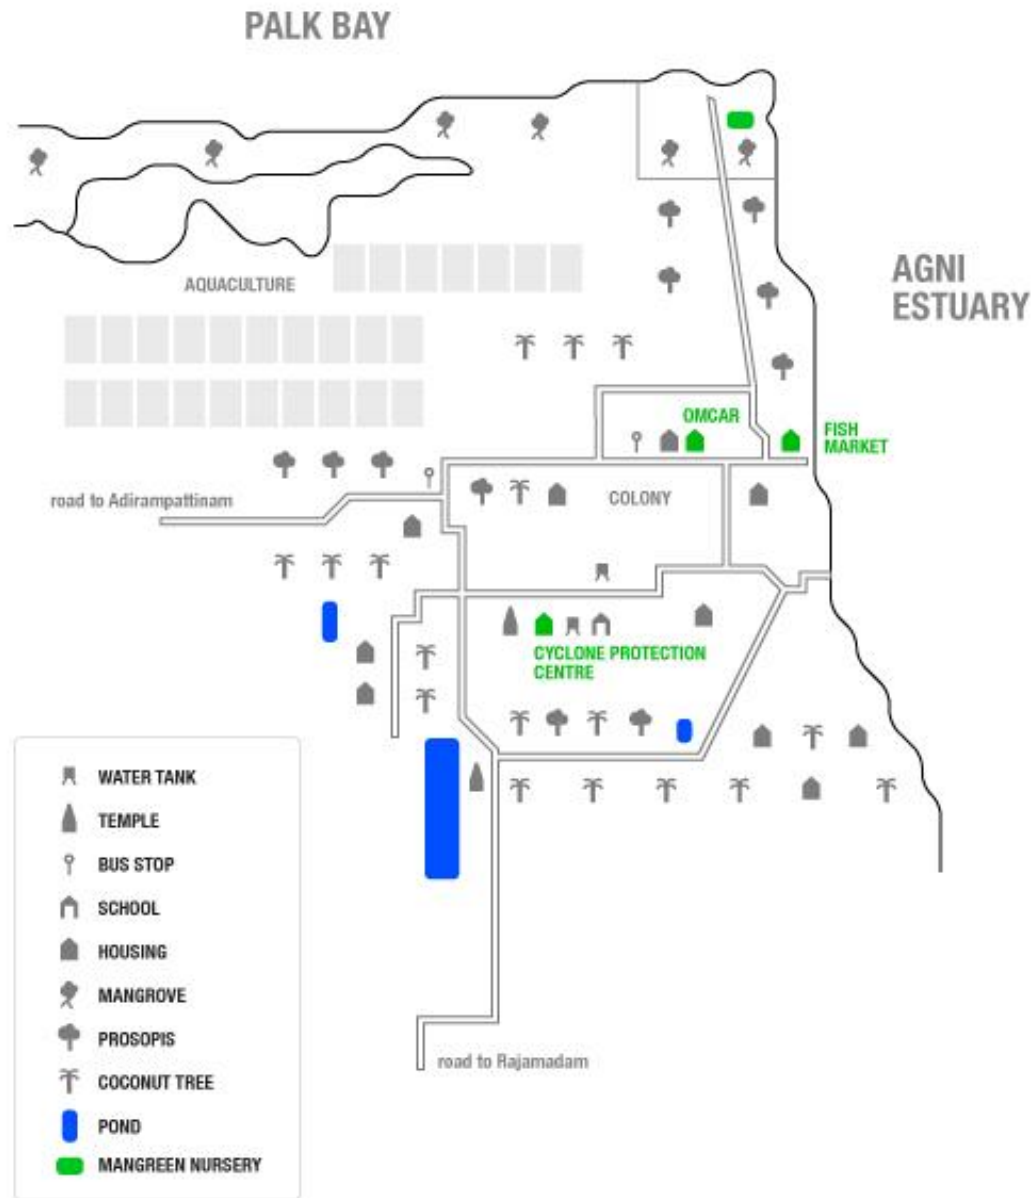 PALK BAY
AGNI
ESTUARY
AQUACULTURE
OMCAR
FISH
MARKET
road to Adirampattinam
COLONY
CYCLONE PROTECTION
CENTRE
WATER TANK
TEMPLE
BUS STOP
SCHOOL
HOUSING
MANGROVE
PROSOPIS
COCONUT TREE
POND
MANGREEN NURSERY
road to Rajamadam